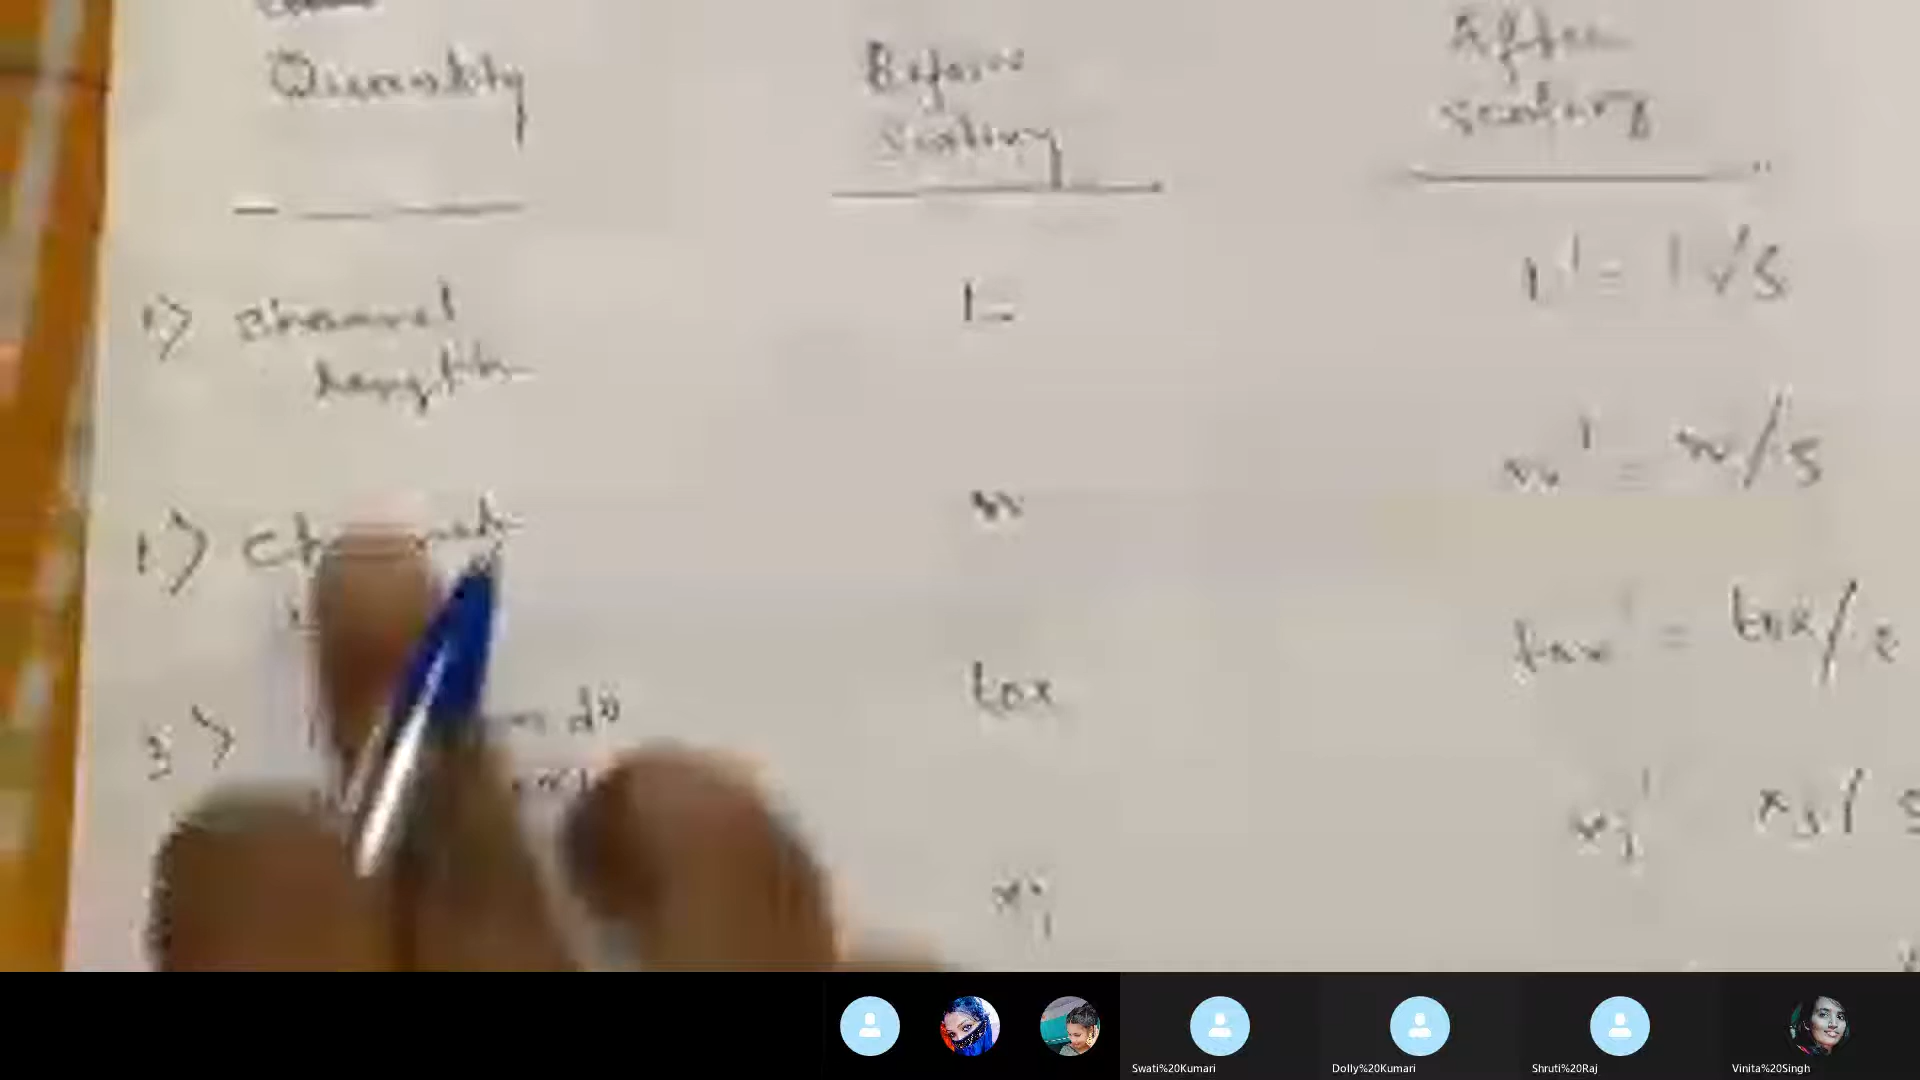 Quantity
Before
scaling
After
scaling
1) channel
length
L
L' = L/S
2) Channel
w
w' = w/s
3)
tox
tox' = tox/s
xj
xj' xj/ s
Swati%20Kumari
Dolly%20Kumari
Shruti%20Raj
Vinita%20Singh